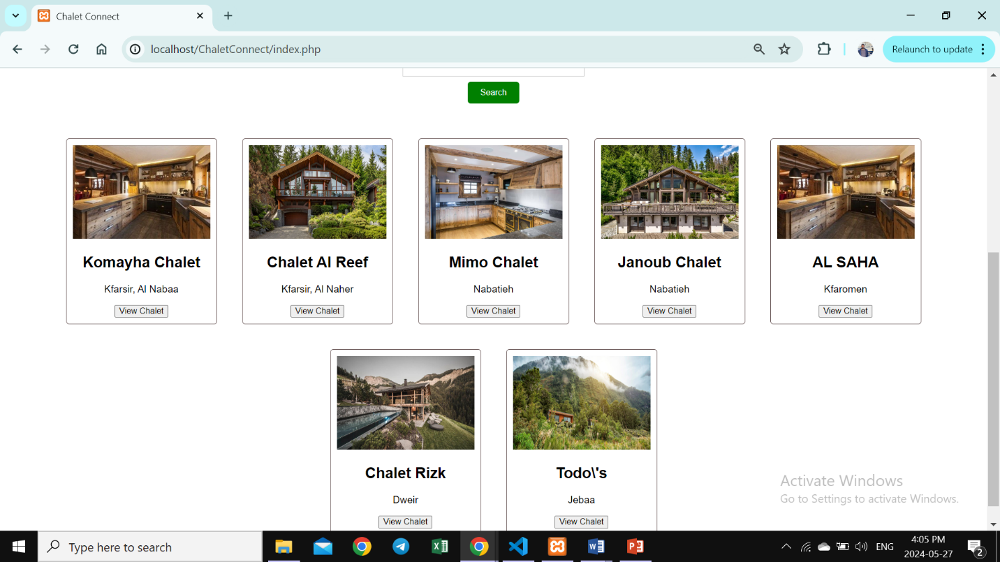 Chalet Connect
localhost/ChaletConnect/index.php
Relaunch to update
Search
Komayha Chalet
Kfarsir, Al Nabaa
View Chalet
Chalet Al Reef
Kfarsir, Al Naher
View Chalet
Mimo Chalet
Nabatieh
View Chalet
Janoub Chalet
Nabatieh
View Chalet
AL SAHA
Kfaromen
View Chalet
Chalet Rizk
Dweir
View Chalet
Todo\'s
Jebaa
View Chalet
Activate Windows
Go to Settings to activate Windows.
Type here to search
ENG
4:05 PM
2024-05-27
2